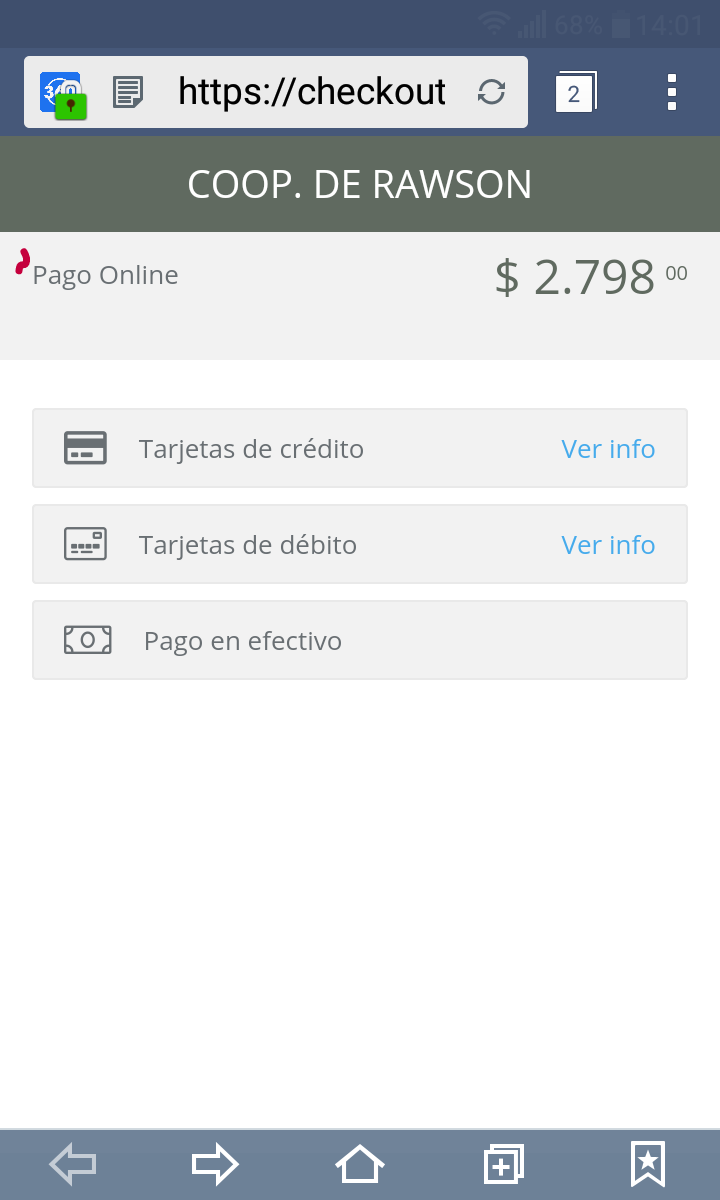 68% 14:01
360 https://checkout 2
COOP. DE RAWSON
Pago Online $ 2.798 00
Tarjetas de crédito Ver info
Tarjetas de débito Ver info
Pago en efectivo